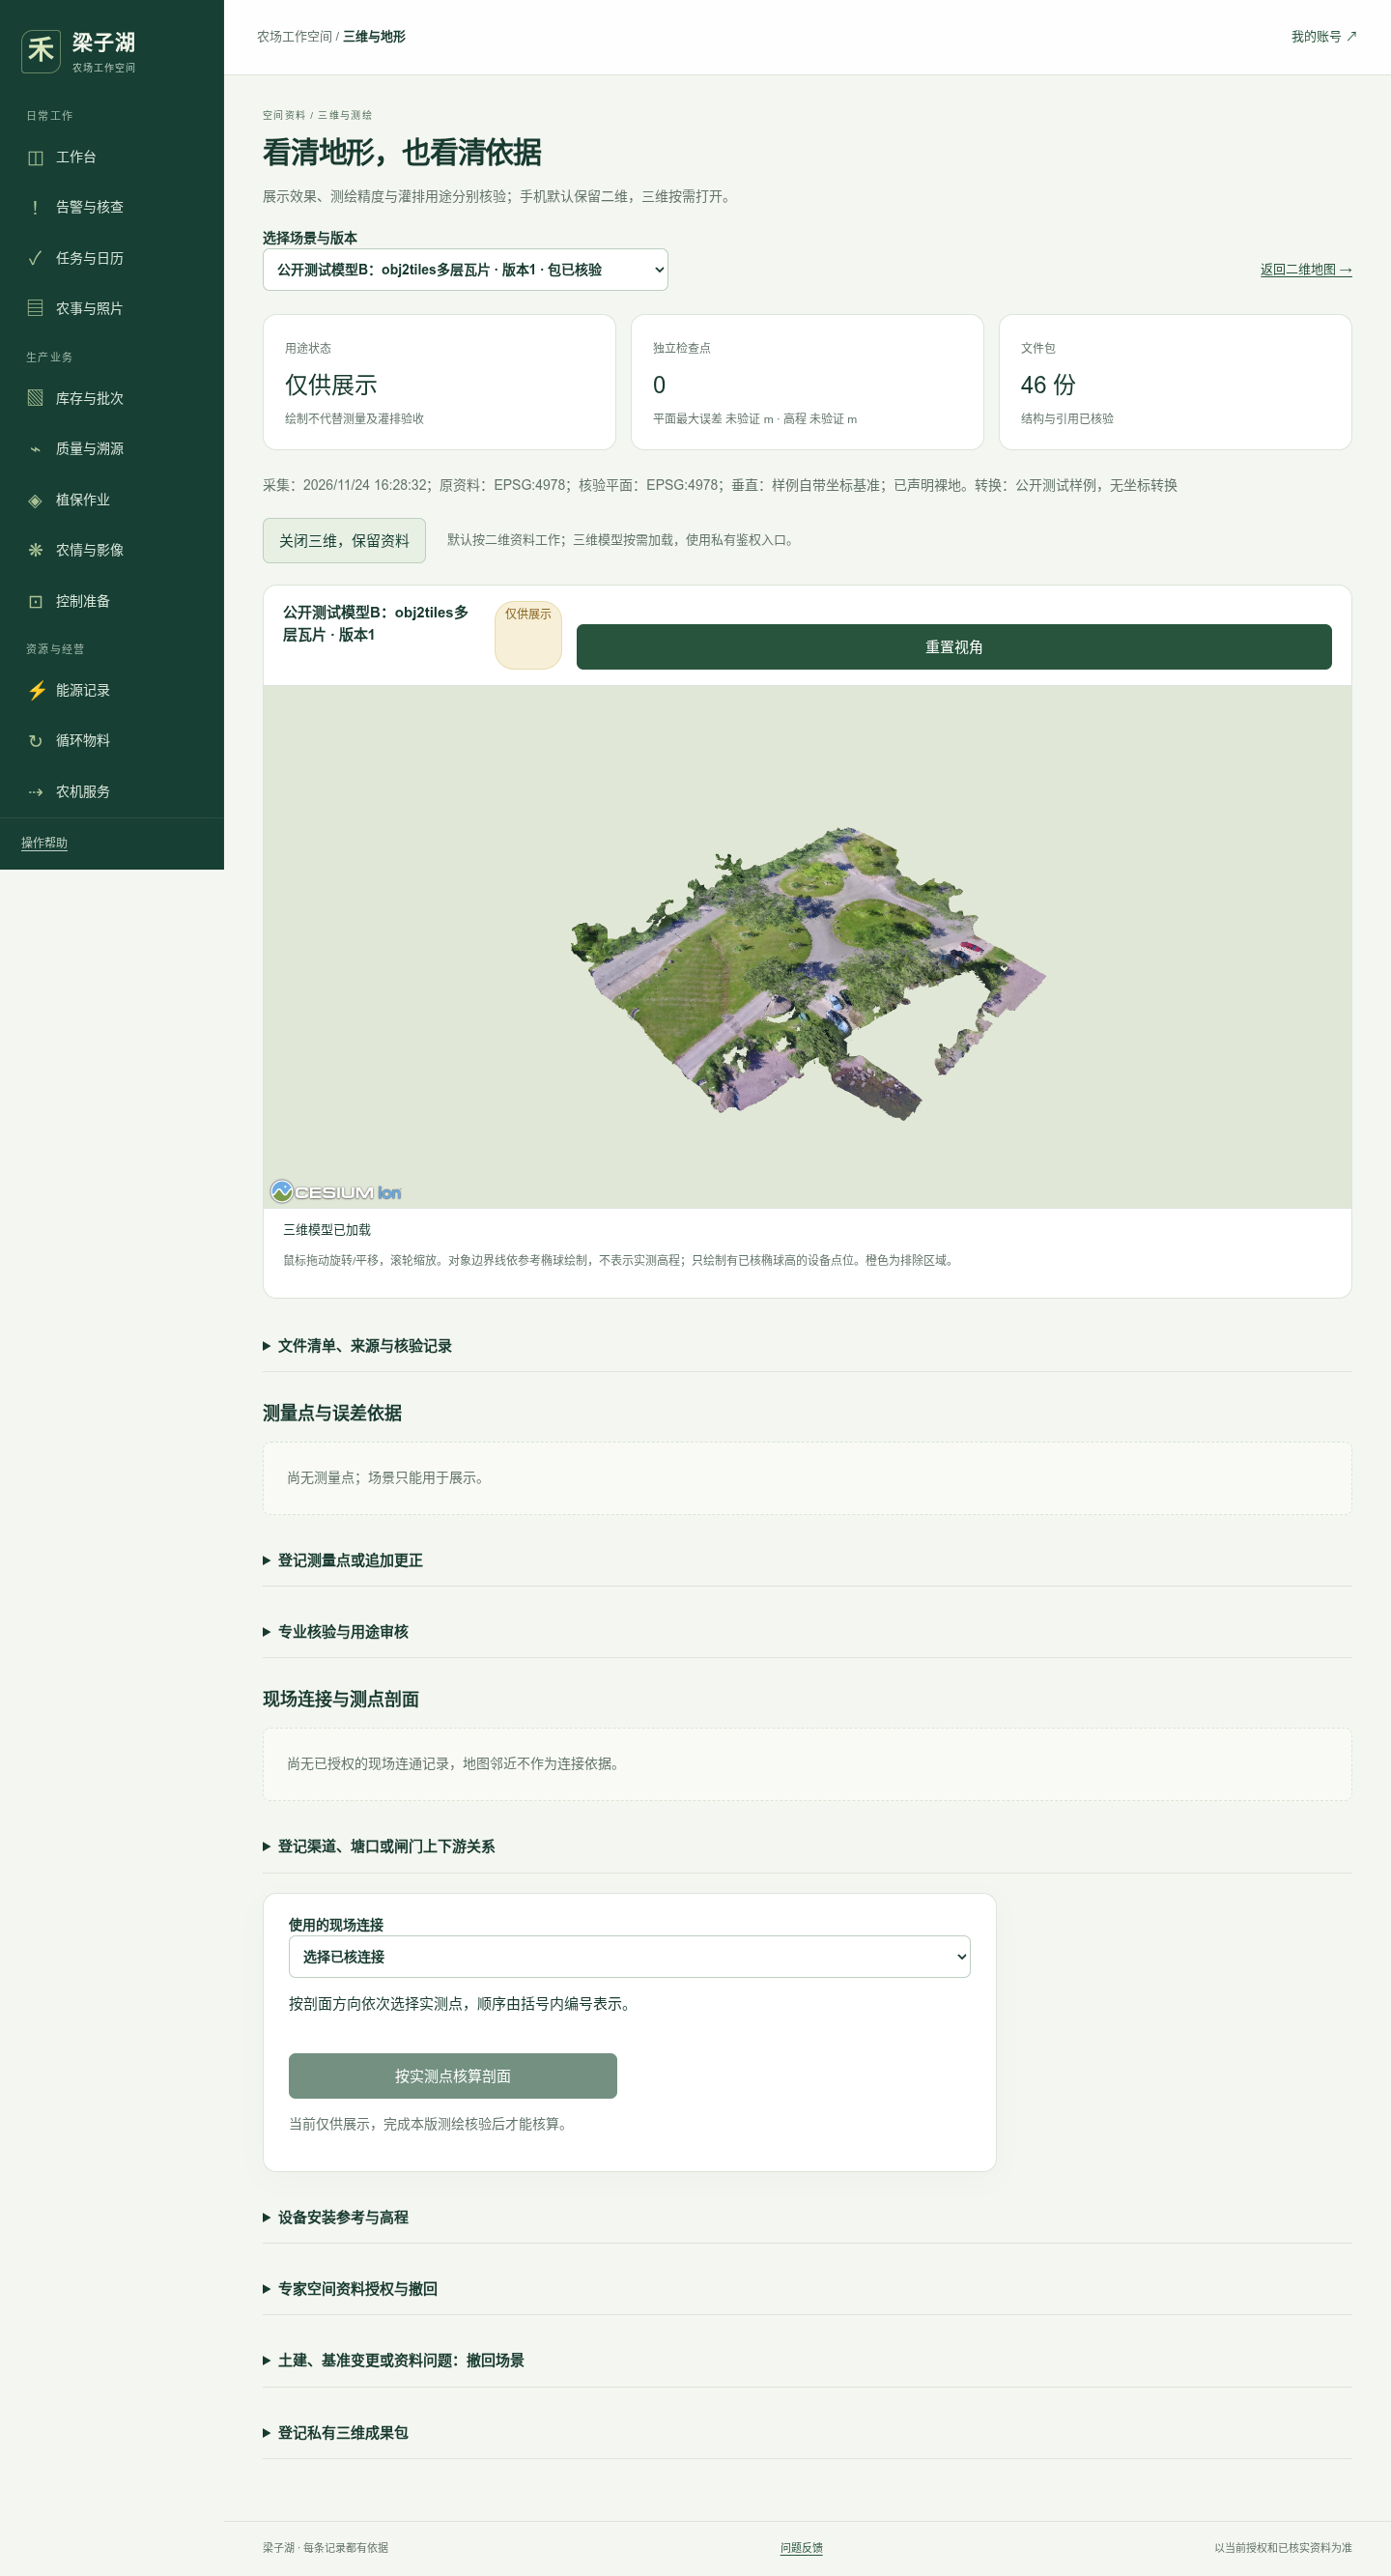 禾
梁子湖
农场工作空间
日常工作
工作台
告警与核查
任务与日历
农事与照片
生产业务
库存与批次
质量与溯源
植保作业
农情与影像
控制准备
资源与经营
能源记录
循环物料
农机服务
操作帮助
农场工作空间 / 三维与地形
我的账号 ↗
空间资料 / 三维与测绘
看清地形，也看清依据
展示效果、测绘精度与灌排用途分别核验；手机默认保留二维，三维按需打开。
选择场景与版本
公开测试模型B：obj2tiles多层瓦片 · 版本1 · 包已核验
返回二维地图 →
用途状态
仅供展示
绘制不代替测量及灌排验收
独立检查点
0
平面最大误差 未验证 m · 高程 未验证 m
文件包
46 份
结构与引用已核验
采集：2026/11/24 16:28:32；原资料：EPSG:4978；核验平面：EPSG:4978；垂直：样例自带坐标基准；已声明裸地。转换：公开测试样例，无坐标转换
关闭三维，保留资料
默认按二维资料工作；三维模型按需加载，使用私有鉴权入口。
公开测试模型B：obj2tiles多
层瓦片 · 版本1
仅供展示
重置视角
CESIUM ion
三维模型已加载
鼠标拖动旋转/平移，滚轮缩放。对象边界线依参考椭球绘制，不表示实测高程；只绘制有已核椭球高的设备点位。橙色为排除区域。
文件清单、来源与核验记录
测量点与误差依据
尚无测量点；场景只能用于展示。
登记测量点或追加更正
专业核验与用途审核
现场连接与测点剖面
尚无已授权的现场连通记录，地图邻近不作为连接依据。
登记渠道、塘口或闸门上下游关系
使用的现场连接
选择已核连接
按剖面方向依次选择实测点，顺序由括号内编号表示。
按实测点核算剖面
当前仅供展示，完成本版测绘核验后才能核算。
设备安装参考与高程
专家空间资料授权与撤回
土建、基准变更或资料问题：撤回场景
登记私有三维成果包
梁子湖 · 每条记录都有依据
问题反馈
以当前授权和已核实资料为准